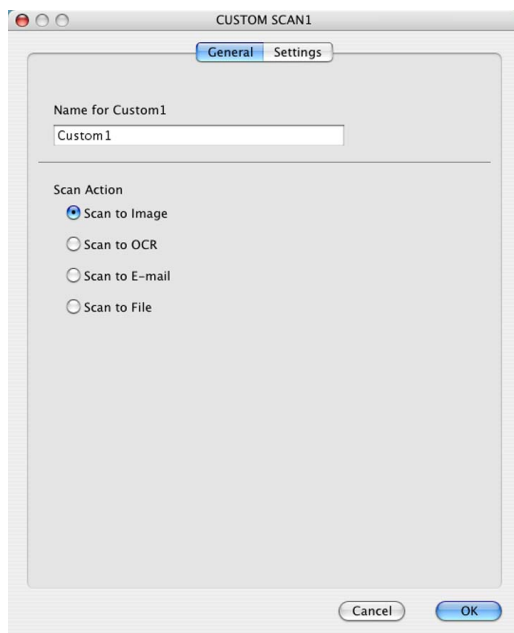 CUSTOM SCAN1
General Settings
Name for Custom1
Custom1
Scan Action
Scan to Image
Scan to OCR
Scan to E-mail
Scan to File
Cancel OK